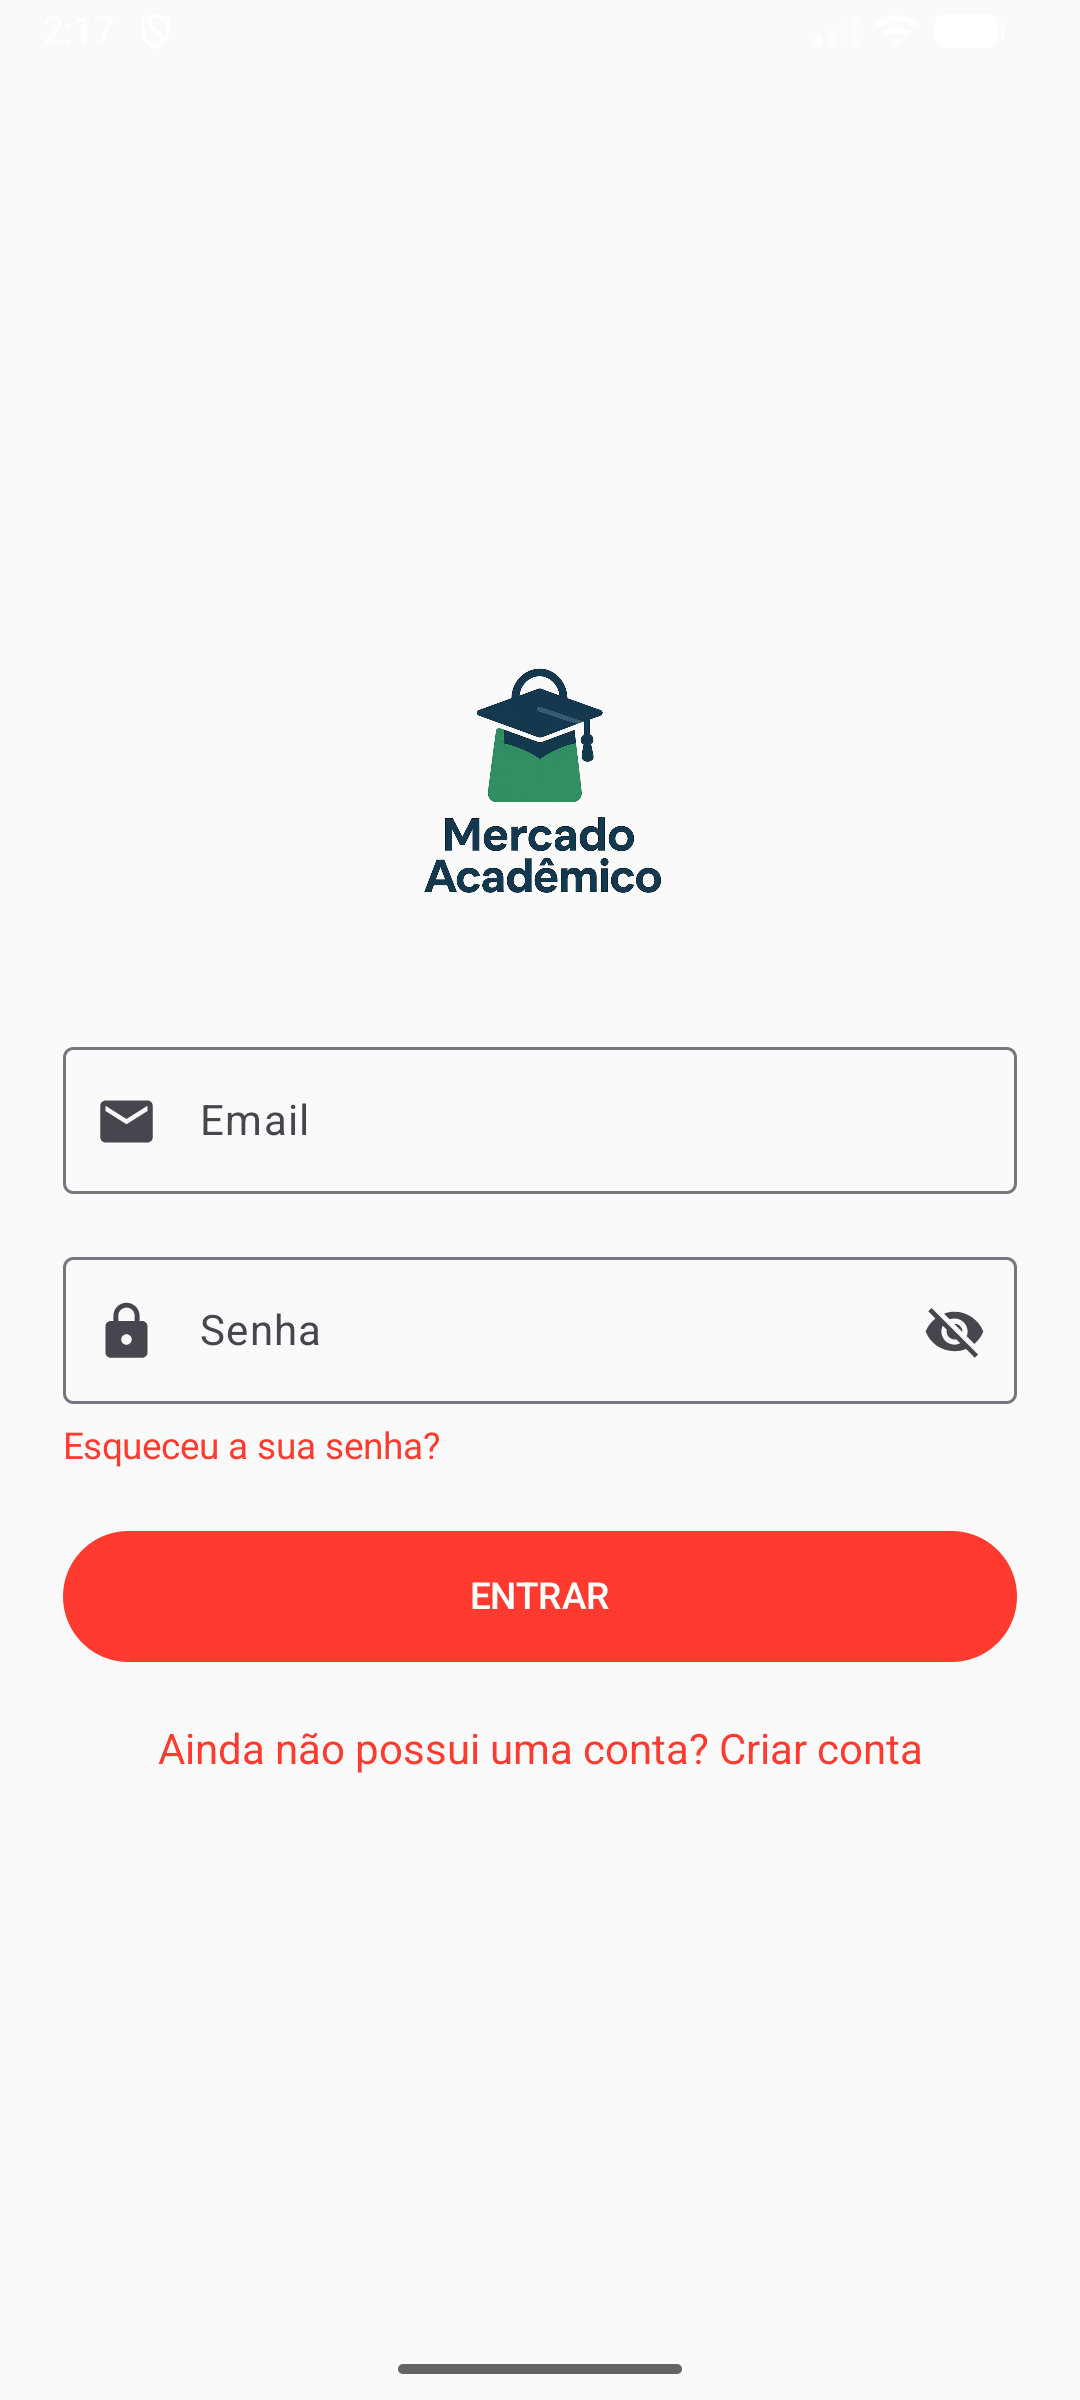 2:17
Mercado
Acadêmico
Email
Senha
Esqueceu a sua senha?
ENTRAR
Ainda não possui uma conta? Criar conta